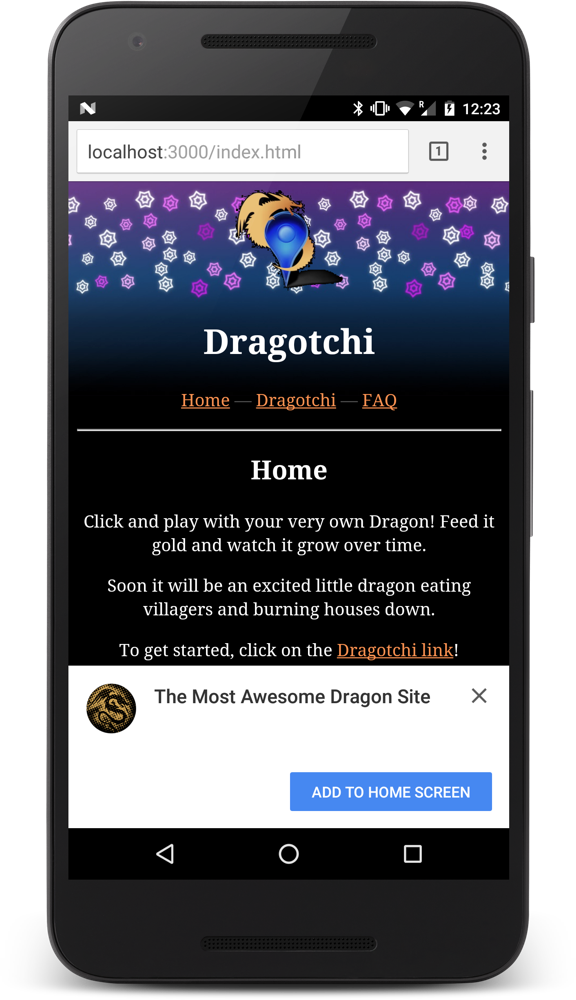 R
12:23
localhost:3000/index.html
1
Dragotchi
Home — Dragotchi — FAQ
Home
Click and play with your very own Dragon! Feed it
gold and watch it grow over time.
Soon it will be an excited little dragon eating
villagers and burning houses down.
To get started, click on the Dragotchi link!
The Most Awesome Dragon Site
ADD TO HOME SCREEN